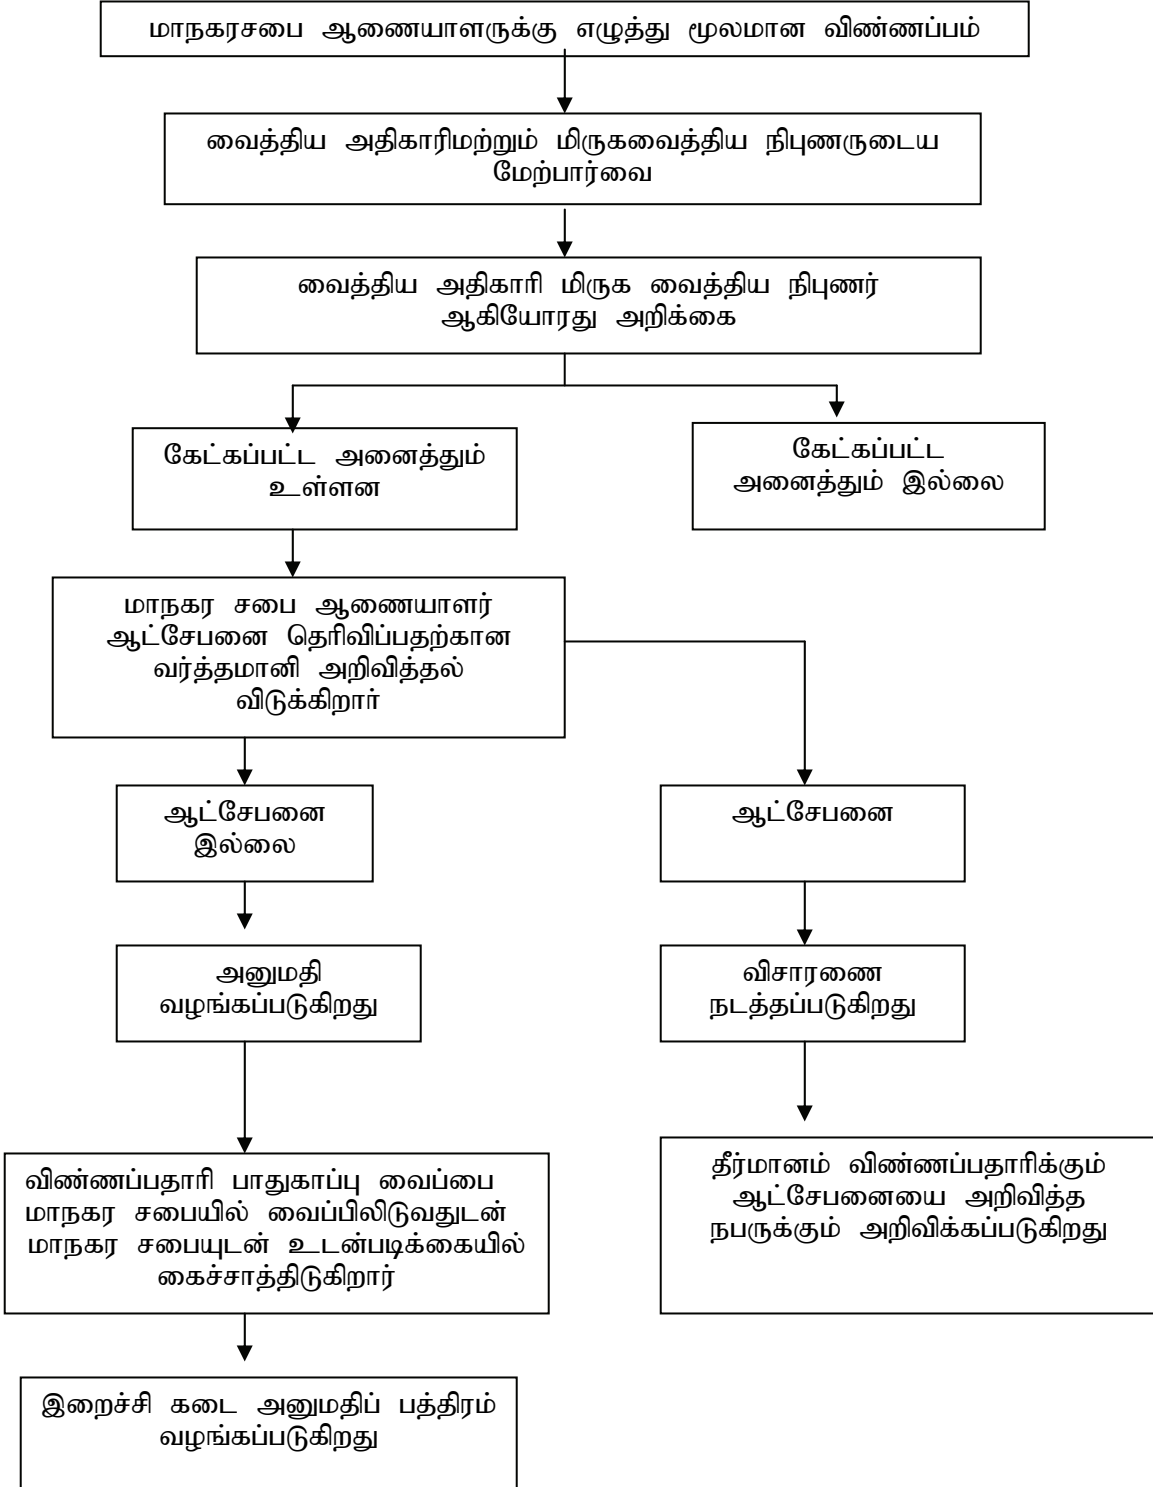 மாநகரசபை ஆணையாளருக்கு எழுத்து மூலமான விண்ணப்பம்
வைத்திய அதிகாரிமற்றும் மிருகவைத்திய நிபுணருடைய
மேற்பார்வை
வைத்திய அதிகாரி மிருக வைத்திய நிபுணர்
ஆகியோரது அறிக்கை
கேட்கப்பட்ட அனைத்தும்
உள்ளன
கேட்கப்பட்ட
அனைத்தும் இல்லை
மாநகர சபை ஆணையாளர்
ஆட்சேபனை தெரிவிப்பதற்கான
வர்த்தமானி அறிவித்தல்
விடுக்கிறார்
ஆட்சேபனை
இல்லை
ஆட்சேபனை
அனுமதி
வழங்கப்படுகிறது
விசாரணை
நடத்தப்படுகிறது
விண்ணப்பதாரி பாதுகாப்பு வைப்பை
மாநகர சபையில் வைப்பிலிடுவதுடன்
மாநகர சபையுடன் உடன்படிக்கையில்
கைச்சாத்திடுகிறார்
தீர்மானம் விண்ணப்பதாரிக்கும்
ஆட்சேபனையை அறிவித்த
நபருக்கும் அறிவிக்கப்படுகிறது
இறைச்சி கடை அனுமதிப் பத்திரம்
வழங்கப்படுகிறது